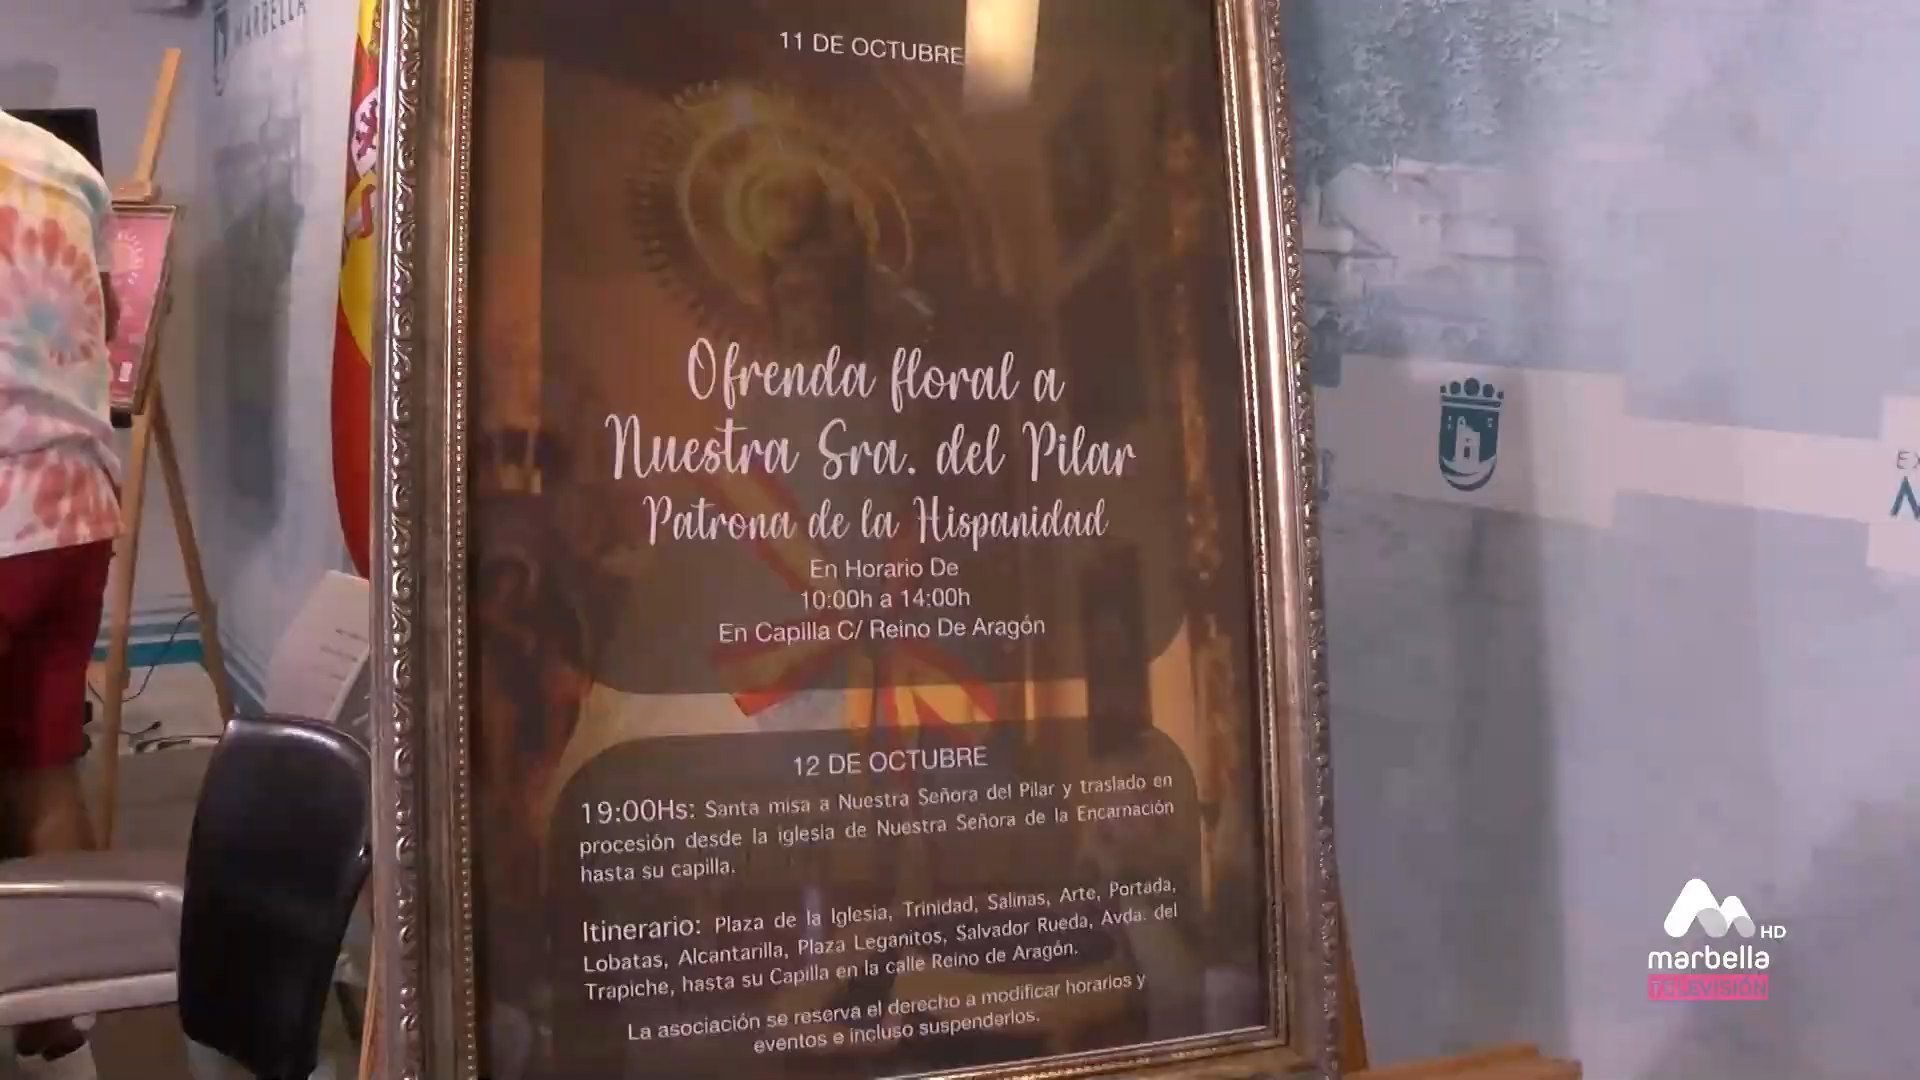 MARBELLA
11 DE OCTUBRE
Ofrenda floral a
Nuestra Sra. del Pilar
Patrona de la Hispanidad
En Horario De
10:00h a 14:00h
En Capilla C/ Reino De Aragón
12 DE OCTUBRE
19:00Hs: Santa misa a Nuestra Señora del Pilar y traslado en
procesión desde la iglesia de Nuestra Señora de la Encarnación
hasta su capilla.
Itinerario: Plaza de la Iglesia, Trinidad, Salinas, Arte, Portada,
Lobatas, Alcantarilla, Plaza Leganitos, Salvador Rueda, Avda. del
Trapiche, hasta su Capilla en la calle Reino de Aragón.
La asociación se reserva el derecho a modificar horarios y
eventos e incluso suspenderlos.
HD
marbella
TELEVISIÓN